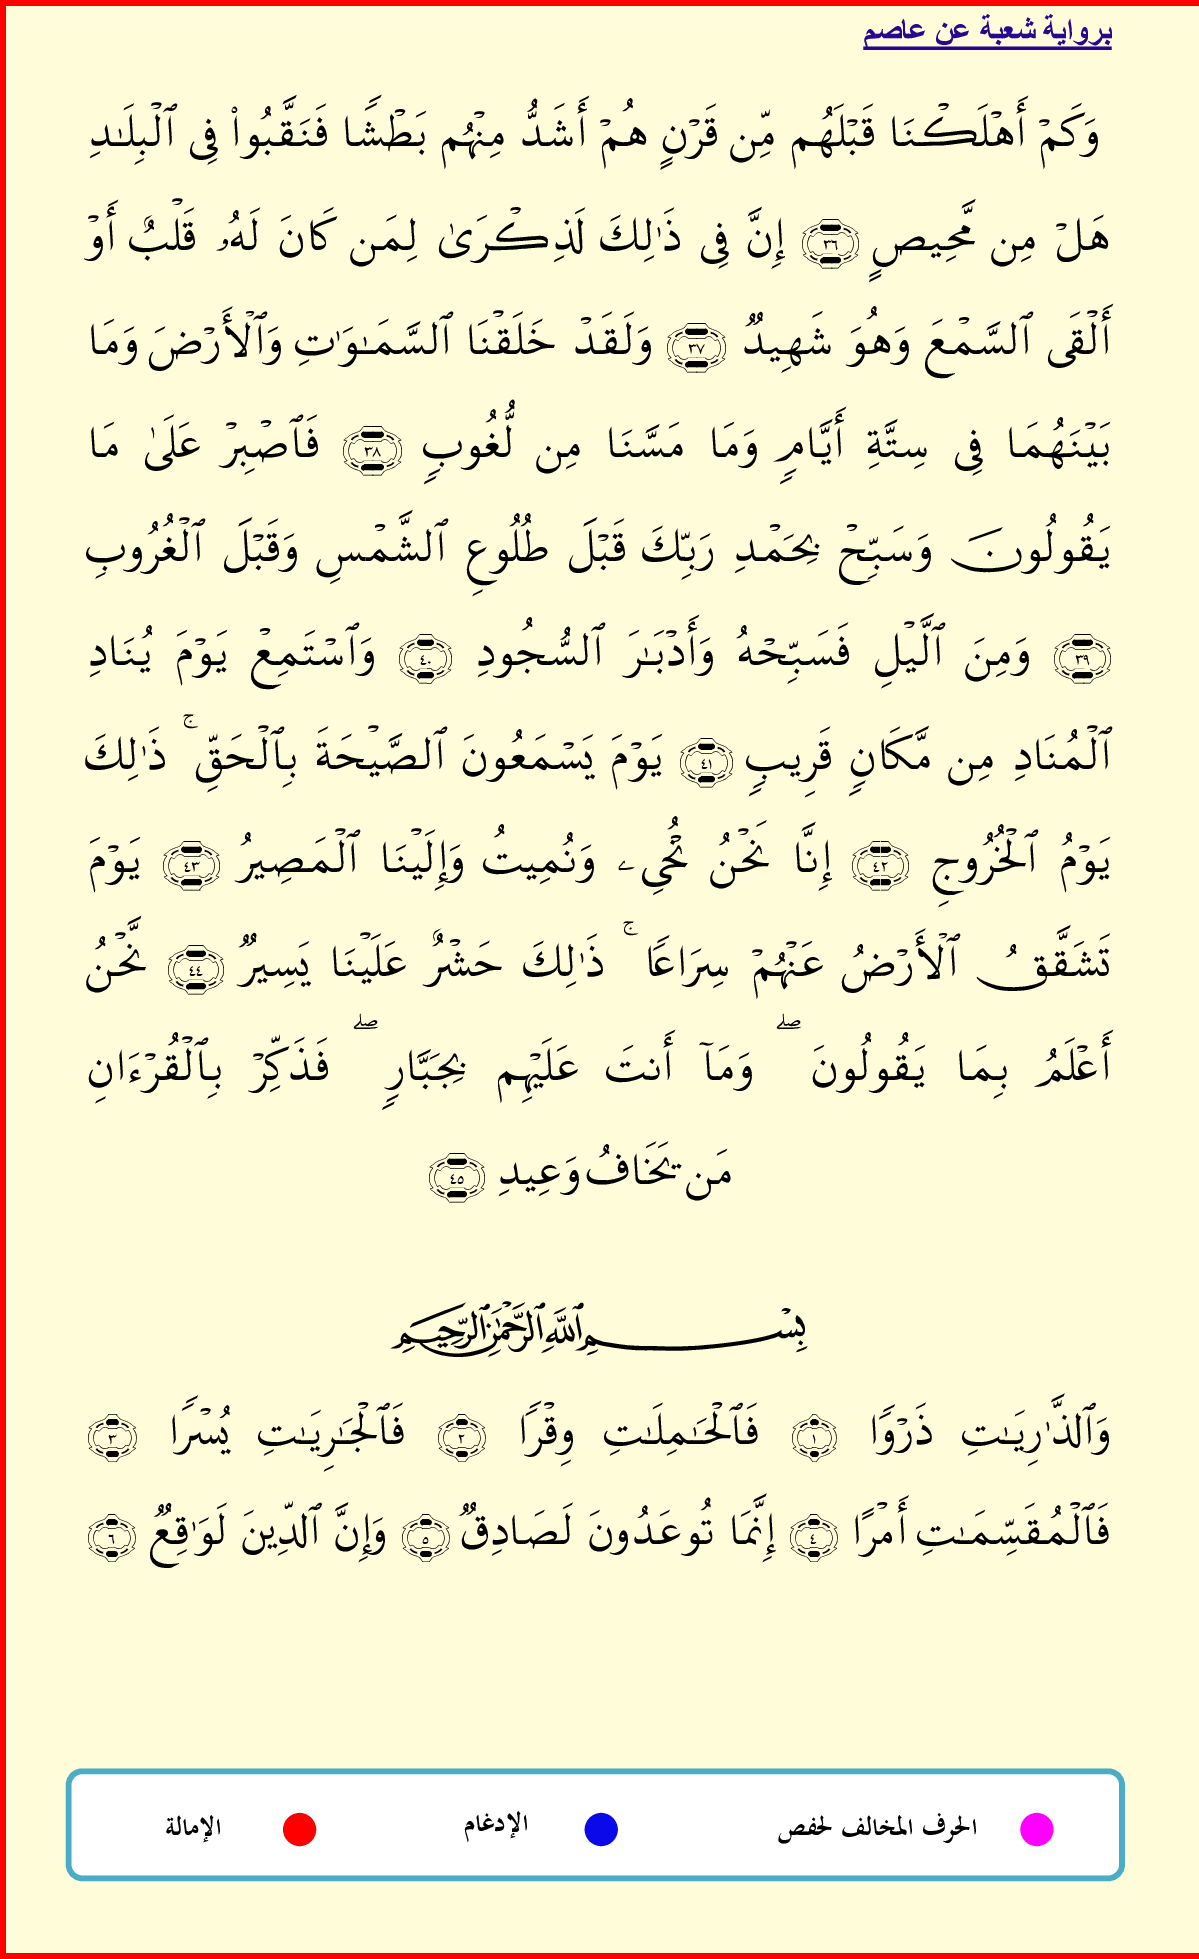 برواية شعبة عن عاصم
وَكَمْ أَهْلَكْنَا قَبْلَهُم مِّن قَرْنٍ هُمْ أَشَدُّ مِنْهُم بَطْشًا فَنَقَّبُوا۟ فِى ٱلْبِلَـٰدِ
هَلْ مِن مَّحِيصٍ ٣٦ إِنَّ فِى ذَٰلِكَ لَذِكْرَىٰ لِمَن كَانَ لَهُۥ قَلْبٌ أَوْ
أَلْقَى ٱلسَّمْعَ وَهُوَ شَهِيدٌ ٣٧ وَلَقَدْ خَلَقْنَا ٱلسَّمَـٰوَٰتِ وَٱلْأَرْضَ وَمَا
بَيْنَهُمَا فِى سِتَّةِ أَيَّامٍ وَمَا مَسَّنَا مِن لُّغُوبٍ ٣٨ فَٱصْبِرْ عَلَىٰ مَا
يَقُولُونَ وَسَبِّحْ بِحَمْدِ رَبِّكَ قَبْلَ طُلُوعِ ٱلشَّمْسِ وَقَبْلَ ٱلْغُرُوبِ
٣٩ وَمِنَ ٱلَّيْلِ فَسَبِّحْهُ وَأَدْبَـٰرَ ٱلسُّجُودِ ٤٠ وَٱسْتَمِعْ يَوْمَ يُنَادِ
ٱلْمُنَادِ مِن مَّكَانٍ قَرِيبٍ ٤١ يَوْمَ يَسْمَعُونَ ٱلصَّيْحَةَ بِٱلْحَقِّ ۚ ذَٰلِكَ
يَوْمُ ٱلْخُرُوجِ ٤٢ إِنَّا نَحْنُ نُحْىِۦ وَنُمِيتُ وَإِلَيْنَا ٱلْمَصِيرُ ٤٣ يَوْمَ
تَشَقَّقُ ٱلْأَرْضُ عَنْهُمْ سِرَاعًا ۚ ذَٰلِكَ حَشْرٌ عَلَيْنَا يَسِيرٌ ٤٤ نَّحْنُ
أَعْلَمُ بِمَا يَقُولُونَ ۖ وَمَآ أَنتَ عَلَيْهِم بِجَبَّارٍ ۖ فَذَكِّرْ بِٱلْقُرْءَانِ
مَن يَخَافُ وَعِيدِ ٤٥
بِسْمِ ٱللَّهِ ٱلرَّحْمَـٰنِ ٱلرَّحِيمِ
وَٱلذَّٰرِيَـٰتِ ذَرْوًا ١ فَٱلْحَـٰمِلَـٰتِ وِقْرًا ٢ فَٱلْجَـٰرِيَـٰتِ يُسْرًا ٣
فَٱلْمُقَسِّمَـٰتِ أَمْرًا ٤ إِنَّمَا تُوعَدُونَ لَصَادِقٌ ٥ وَإِنَّ ٱلدِّينَ لَوَٰقِعٌ ٦
الحرف المخالف لحفص الإدغام الإمالة